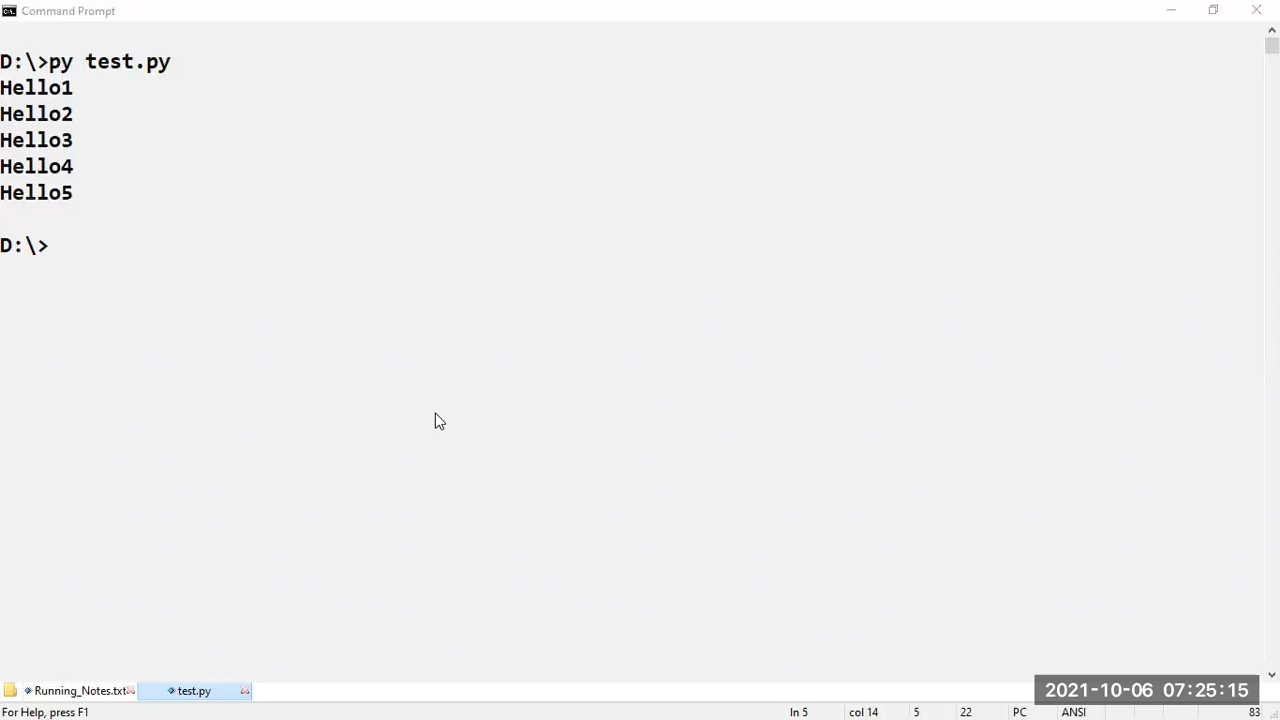 Command Prompt
D:\>py test.py
Hello1
Hello2
Hello3
Hello4
Hello5
D:\>
Running_Notes.txt test.py
2021-10-06 07:25:15
For Help, press F1 ln 5 col 14 5 22 PC ANSI 83